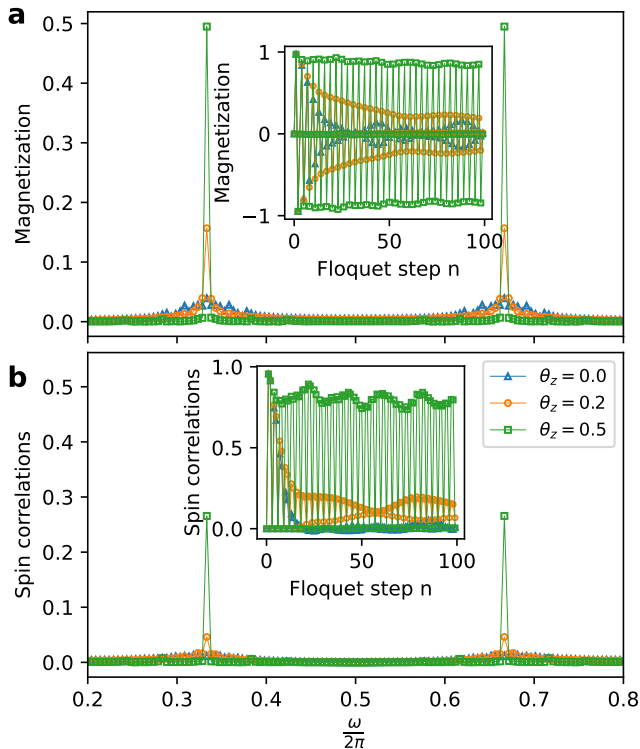 a
Magnetization
0.5
0.4
0.3
0.2
0.1
0.0
Magnetization
1
0
−1
0
50
100
Floquet step n
b
Spin correlations
0.5
0.4
0.3
0.2
0.1
0.0
Spin correlations
1.0
0.5
0.0
0
50
100
Floquet step n
θz = 0.0
θz = 0.2
θz = 0.5
0.2
0.3
0.4
0.5
0.6
0.7
0.8
ω
2π